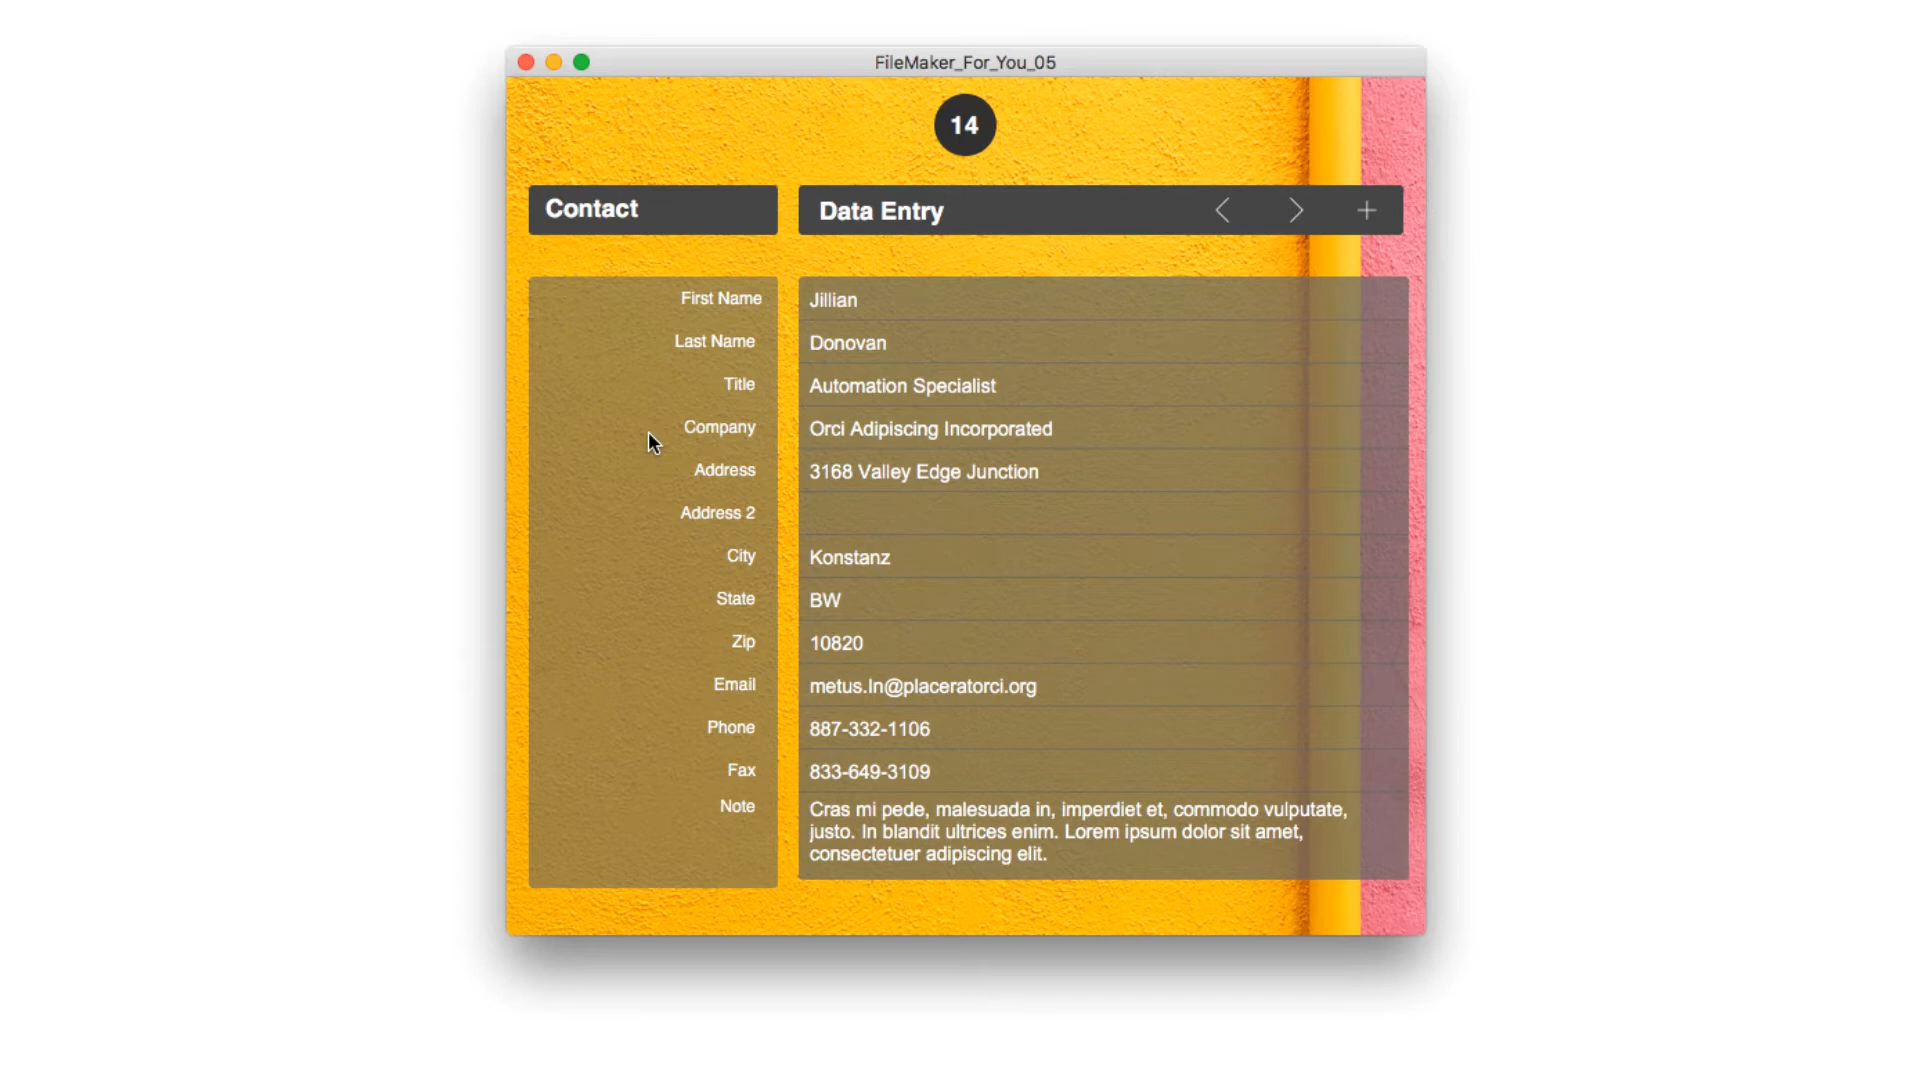 FileMaker_For_You_05
14
Contact
Data Entry
First Name
Jillian
Last Name
Donovan
Title
Automation Specialist
Company
Orci Adipiscing Incorporated
Address
3168 Valley Edge Junction
Address 2
City
Konstanz
State
BW
Zip
10820
Email
metus.In@placeratorci.org
Phone
887-332-1106
Fax
833-649-3109
Note
Cras mi pede, malesuada in, imperdiet et, commodo vulputate,
justo. In blandit ultrices enim. Lorem ipsum dolor sit amet,
consectetuer adipiscing elit.